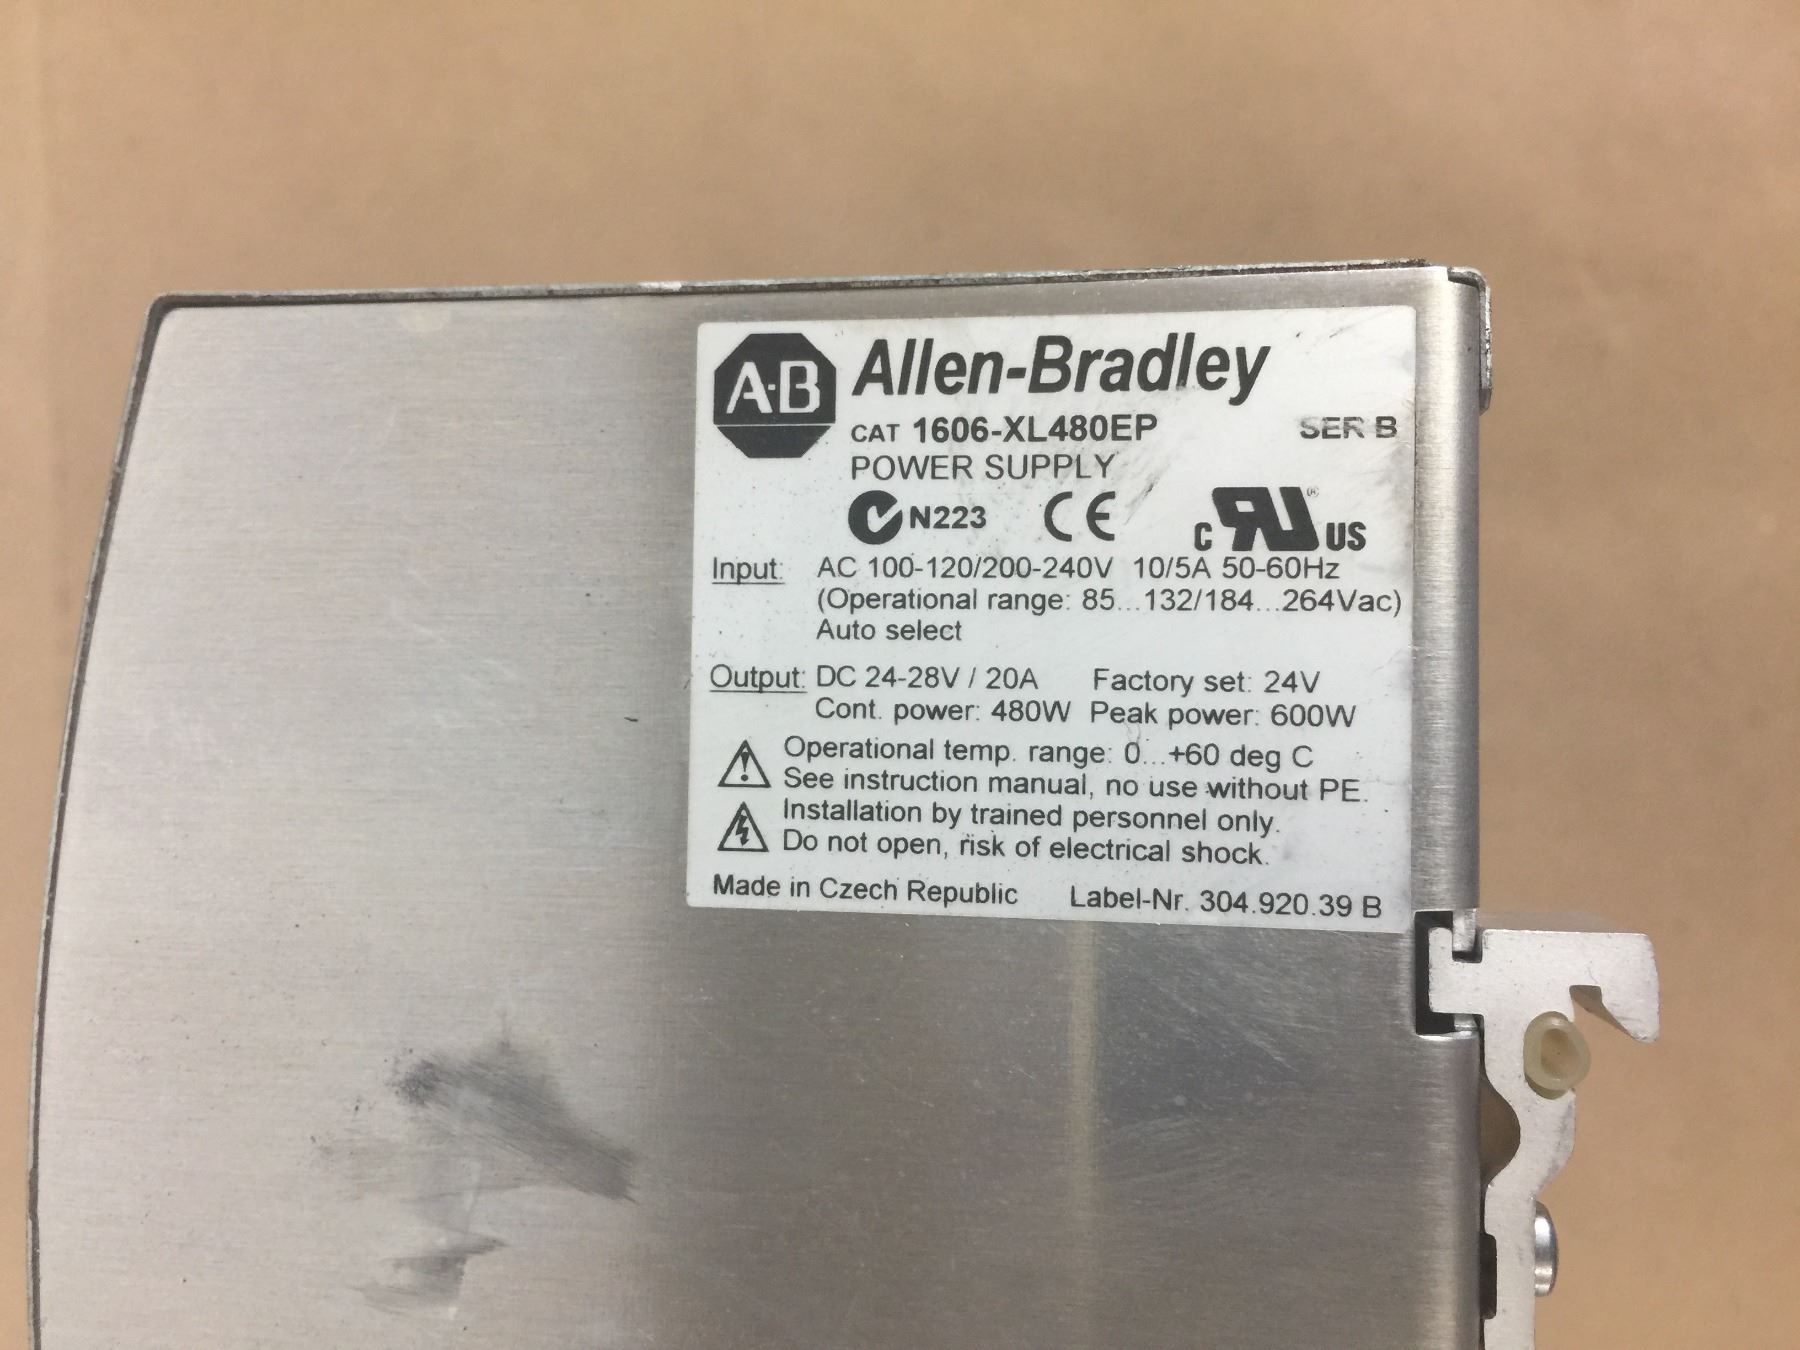 A·B Allen-Bradley
CAT 1606-XL480EP SER B
POWER SUPPLY
N223 CE c RU ® US
Input: AC 100-120/200-240V 10/5A 50-60Hz
(Operational range: 85...132/184...264Vac)
Auto select
Output: DC 24-28V / 20A Factory set: 24V
Cont. power: 480W Peak power: 600W
Operational temp. range: 0...+60 deg C
See instruction manual, no use without PE.
Installation by trained personnel only.
Do not open, risk of electrical shock.
Made in Czech Republic Label-Nr. 304.920.39 B